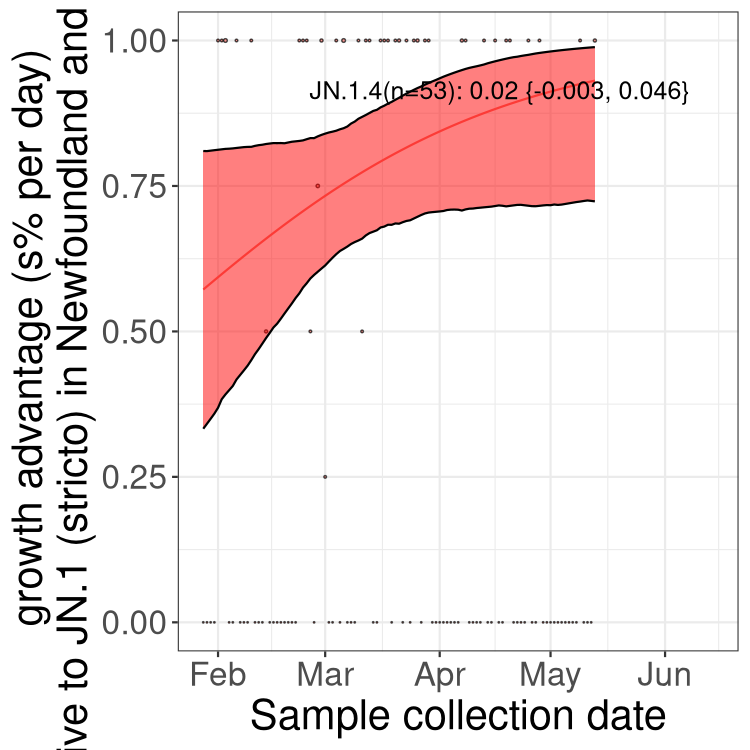 growth advantage (s% per day)
ive to JN.1 (stricto) in Newfoundland and
1.00
0.75
0.50
0.25
0.00
JN.1.4(n=53): 0.02 {-0.003, 0.046}
Feb Mar Apr May Jun
Sample collection date